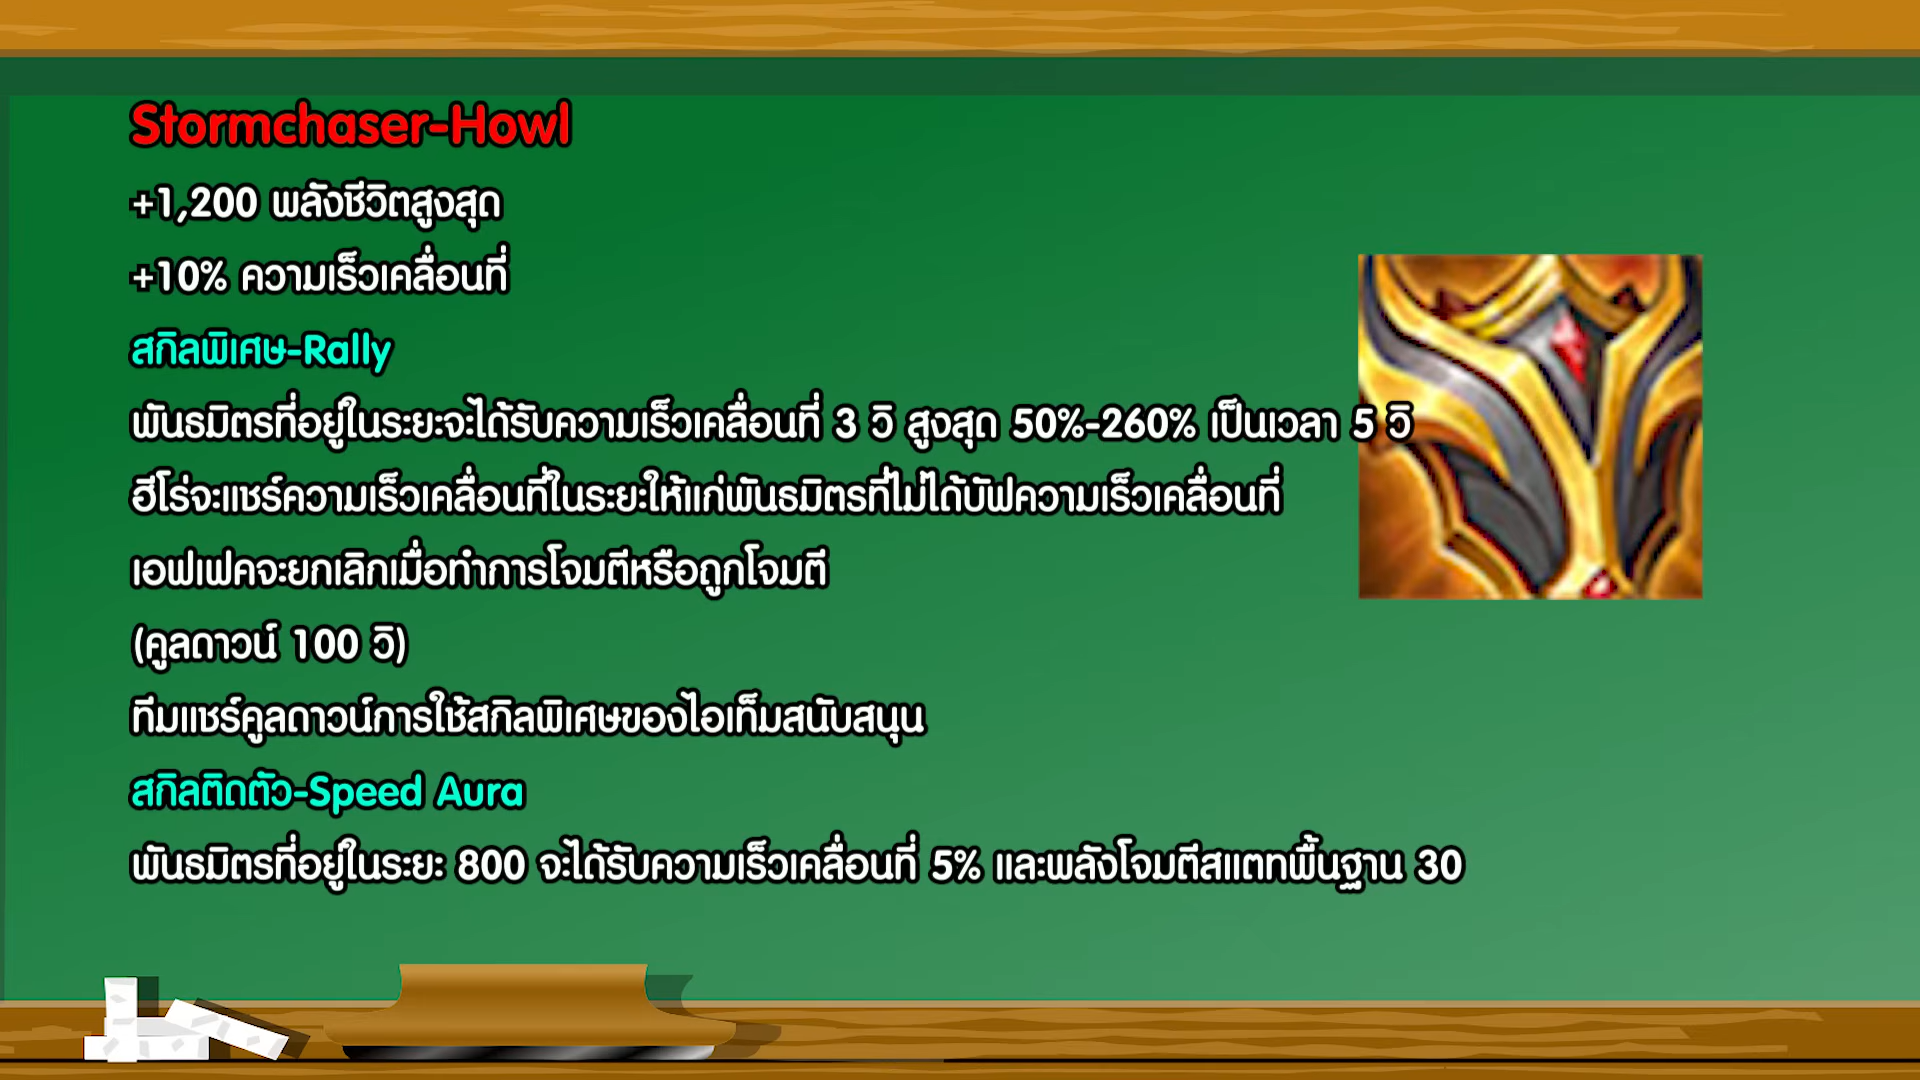 Stormchaser-Howl
+1,200 พลังชีวิตสูงสุด
+10% ความเร็วเคลื่อนที่
สกิลพิเศษ-Rally
พันธมิตรที่อยู่ในระยะจะได้รับความเร็วเคลื่อนที่ 3 วิ สูงสุด 50%-260% เป็นเวลา 5 วิ
ฮีโร่จะแชร์ความเร็วเคลื่อนที่ในระยะให้แก่พันธมิตรที่ไม่ได้บัฟความเร็วเคลื่อนที่
เอฟเฟคจะยกเลิกเมื่อทำการโจมตีหรือถูกโจมตี
(คูลดาวน์ 100 วิ)
ทีมแชร์คูลดาวน์การใช้สกิลพิเศษของไอเท็มสนับสนุน
สกิลติดตัว-Speed Aura
พันธมิตรที่อยู่ในระยะ 800 จะได้รับความเร็วเคลื่อนที่ 5% และพลังโจมตีสแตทพื้นฐาน 30